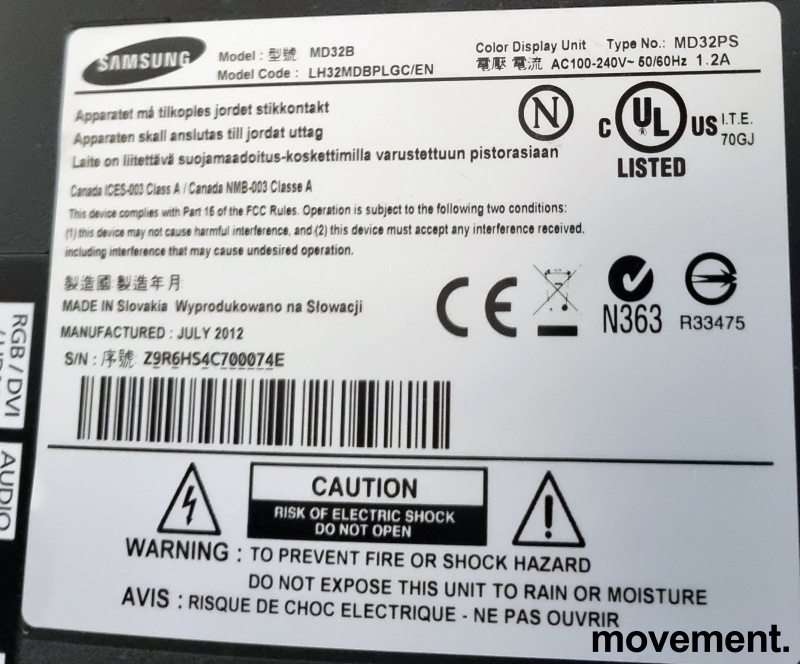 SAMSUNG
Model : 型號 MD32B
Model Code : LH32MDBPLGC/EN
Color Display Unit Type No.: MD32PS
電壓 電流 AC100-240V~ 50/60Hz 1.2A
Apparatet må tilkoples jordet stikkontakt
Apparaten skall anslutas till jordat uttag
Laite on liitettävä suojamaadoitus-koskettimilla varustettuun pistorasiaan
N
C UL US I.T.E.
70GJ
LISTED
Canada ICES-003 Class A / Canada NMB-003 Classe A
This device complies with Part 15 of the FCC Rules. Operation is subject to the following two conditions:
(1) this device may not cause harmful interference, and (2) this device must accept any interference received,
including interference that may cause undesired operation.
製造國 製造年月
MADE IN Slovakia Wyprodukowano na Słowacji
MANUFACTURED : JULY 2012
S/N : 序號 Z9R6HS4C700074E
CE
N363
R33475
RGB / DVI
AUDIO
CAUTION
RISK OF ELECTRIC SHOCK
DO NOT OPEN
WARNING : TO PREVENT FIRE OR SHOCK HAZARD
DO NOT EXPOSE THIS UNIT TO RAIN OR MOISTURE
AVIS : RISQUE DE CHOC ELECTRIQUE - NE PAS OUVRIR
movement.